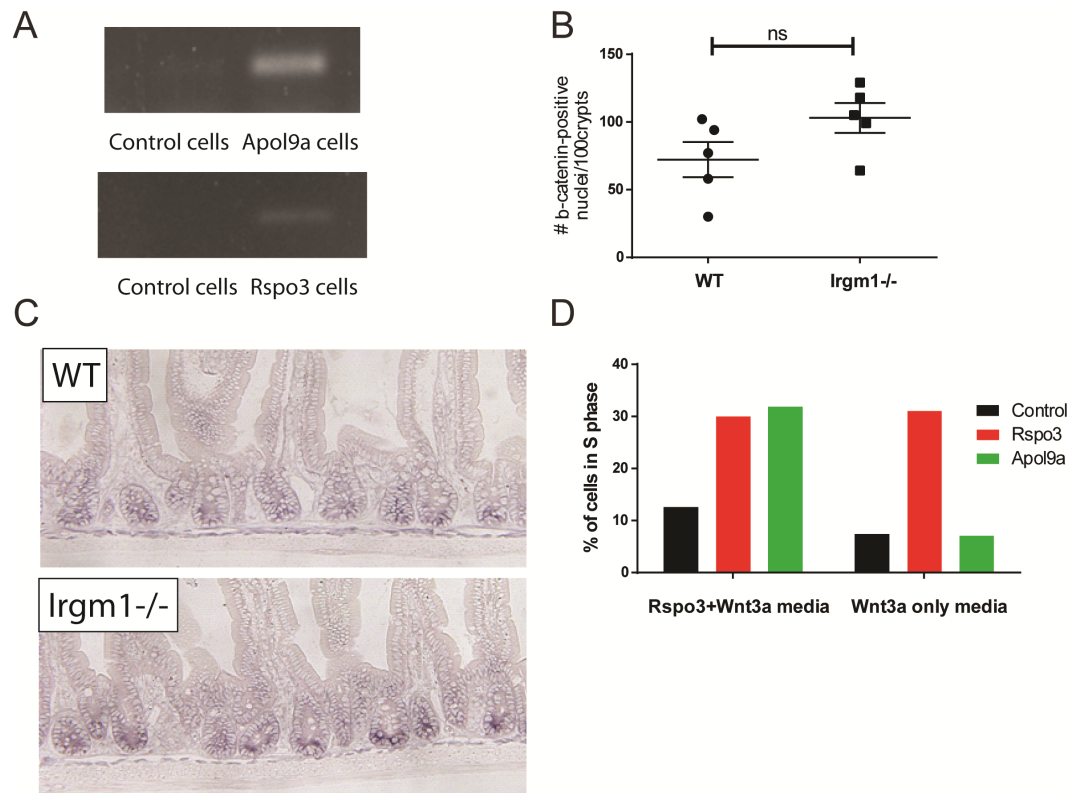 A
Control cells Apol9a cells
Control cells Rspo3 cells
B
ns
150
100
50
0
# b-catenin-positive
nuclei/100crypts
WT
Irgm1-/-
C
WT
Irgm1-/-
D
40
30
20
10
0
% of cells in S phase
Control
Rspo3
Apol9a
Rspo3+Wnt3a media
Wnt3a only media